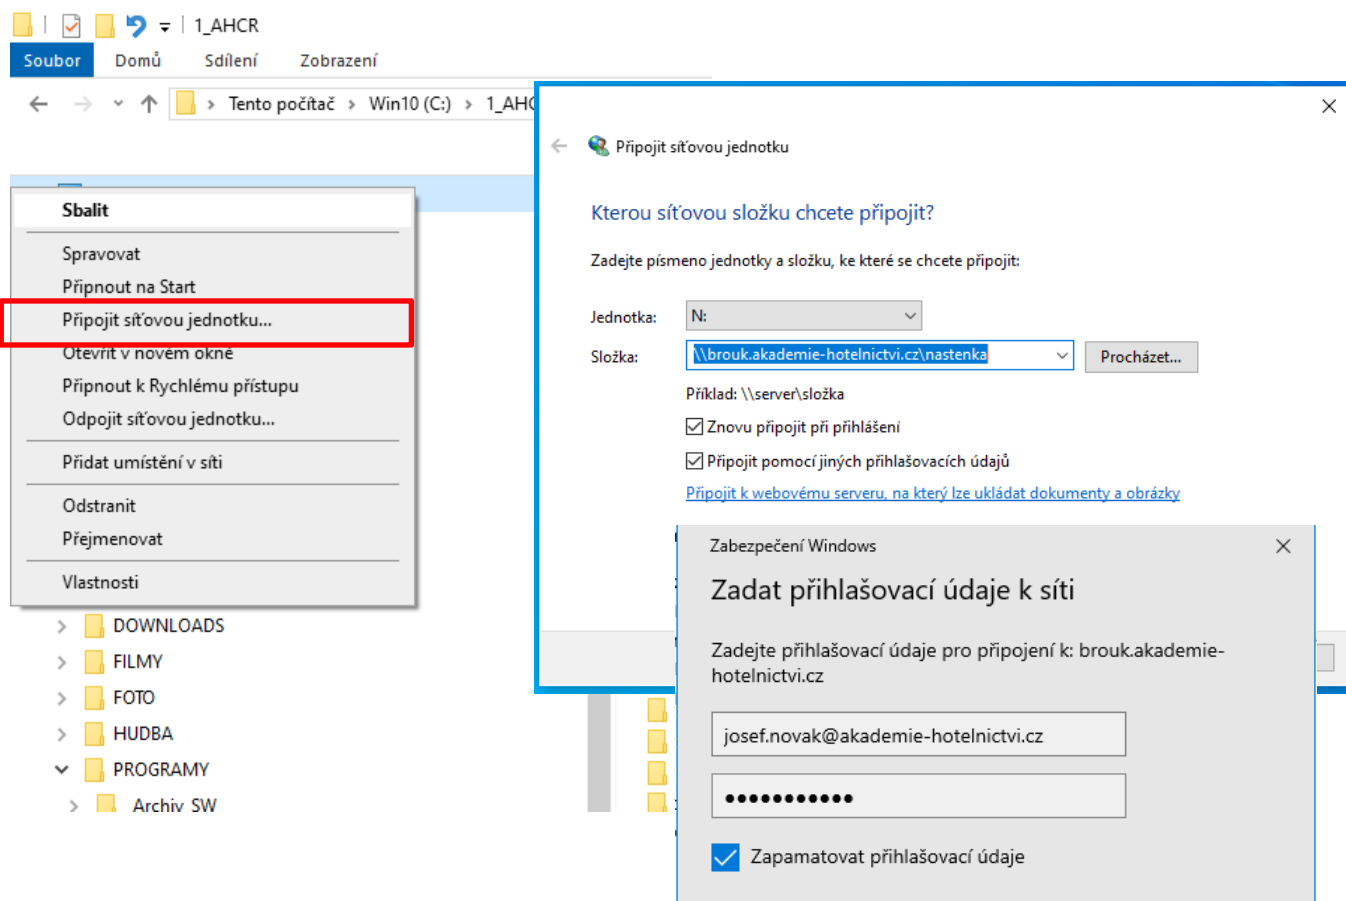 1_AHCR
Soubor Domů Sdílení Zobrazení
Tento počítač Win10 (C:)
Sbalit
Spravovat
Připnout na Start
Připojit síťovou jednotku...
Otevřít v novém okně
Připnout k Rychlému přístupu
Odpojit síťovou jednotku...
Přidat umístění v síti
Odstranit
Přejmenovat
Vlastnosti
DOWNLOADS
FILMY
FOTO
HUDBA
PROGRAMY
Archiv SW
Připojit síťovou jednotku
Kterou síťovou složku chcete připojit?
Zadejte písmeno jednotky a složku, ke které se chcete připojit:
Jednotka: N:
Složka: \\brouk.akademie-hotelnictvi.cz\nastenka Procházet...
Příklad: \\server\složka
Znovu připojit při přihlášení
Připojit pomocí jiných přihlašovacích údajů
Připojit k webovému serveru, na který lze ukládat dokumenty a obrázky
Zabezpečení Windows
Zadat přihlašovací údaje k síti
Zadejte přihlašovací údaje pro připojení k: brouk.akademie-
hotelnictvi.cz
josef.novak@akademie-hotelnictvi.cz
●●●●●●●●●●●
Zapamatovat přihlašovací údaje